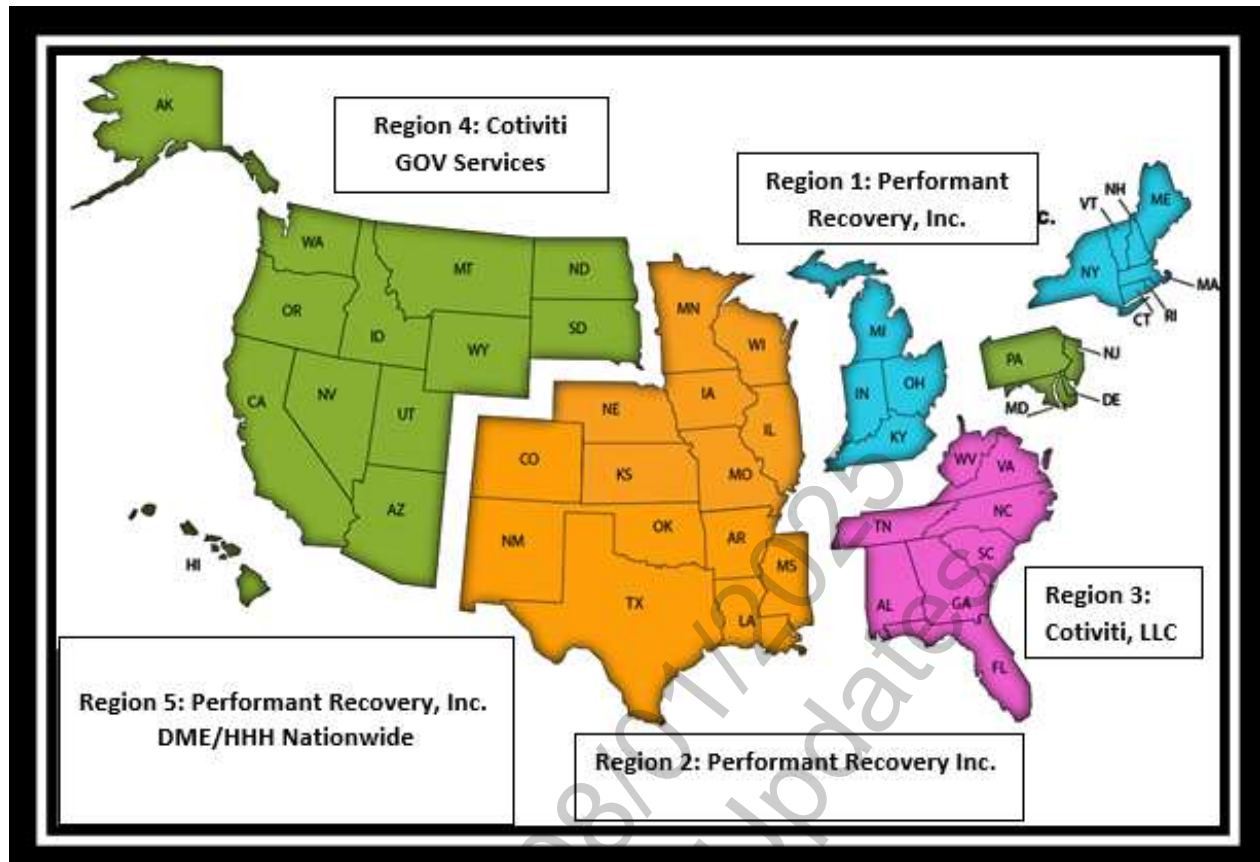 AK
Region 4: Cotiviti
GOV Services
Region 1: Performant
Recovery, Inc.
c.
NH
VT
ME
NY
MA
CT
RI
WA
MT
ND
OR
ID
SD
WY
CA
NV
UT
AZ
HI
MN
WI
IA
NE
IL
CO
KS
MO
NM
OK
AR
MS
TX
LA
MI
IN
OH
KY
PA
NJ
MD
DE
WV
VA
TN
NC
SC
AL
GA
FL
Region 3:
Cotiviti, LLC
Region 5: Performant Recovery, Inc.
DME/HHH Nationwide
Region 2: Performant Recovery Inc.
08/01/2025
Updates